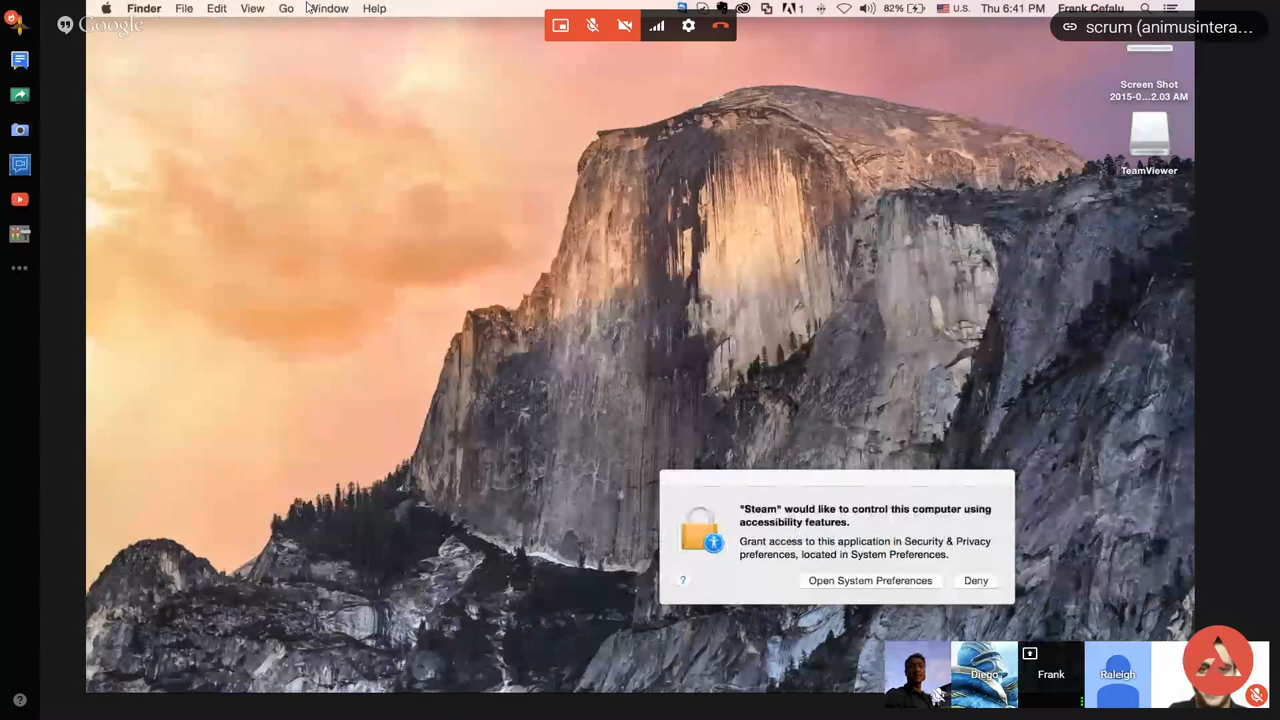 Finder File Edit View Go Window Help
1 82% U.S. Thu 6:41 PM Frank Cefalu
Google
scrum (animusintera...
Screen Shot
2015-0...2.03 AM
TeamViewer
"Steam" would like to control this computer using
accessibility features.
Grant access to this application in Security & Privacy
preferences, located in System Preferences.
? Open System Preferences Deny
Diego Frank Raleigh
?